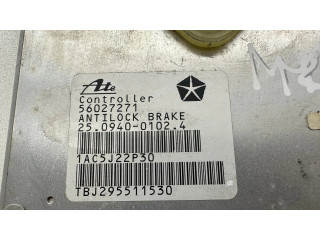 Ate
Controller
56027271
ANTILOCK BRAKE
25.0940-0102.4
1AC5J22P30
TBJ295511530